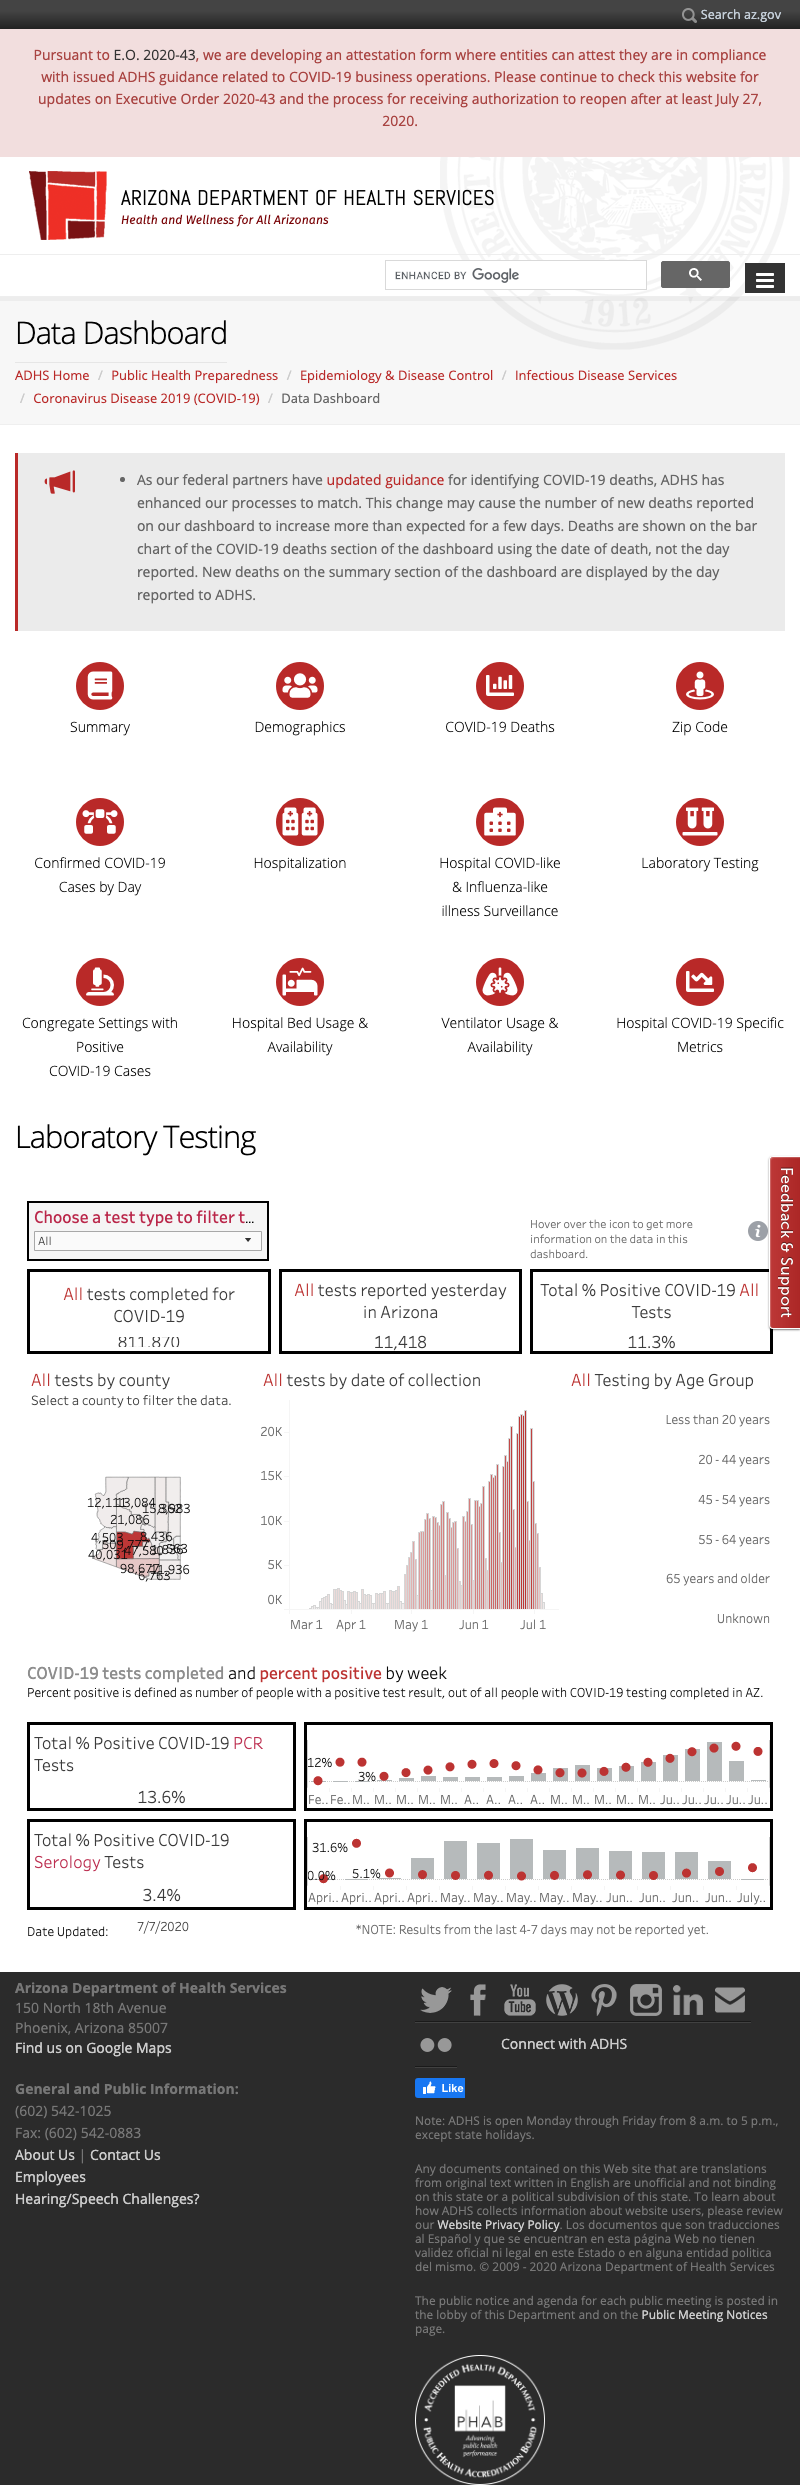 Search az.gov
Pursuant to E.O. 2020-43, we are developing an attestation form where entities can attest they are in compliance
with issued ADHS guidance related to COVID-19 business operations. Please continue to check this website for
updates on Executive Order 2020-43 and the process for receiving authorization to reopen after at least July 27,
2020.
ARIZONA DEPARTMENT OF HEALTH SERVICES
Health and Wellness for All Arizonans
ENHANCED BY Google
1912
Data Dashboard
ADHS Home / Public Health Preparedness / Epidemiology & Disease Control / Infectious Disease Services
/ Coronavirus Disease 2019 (COVID-19) / Data Dashboard
• As our federal partners have updated guidance for identifying COVID-19 deaths, ADHS has
enhanced our processes to match. This change may cause the number of new deaths reported
on our dashboard to increase more than expected for a few days. Deaths are shown on the bar
chart of the COVID-19 deaths section of the dashboard using the date of death, not the day
reported. New deaths on the summary section of the dashboard are displayed by the day
reported to ADHS.
Summary
Demographics
COVID-19 Deaths
Zip Code
Confirmed COVID-19
Cases by Day
Hospitalization
Hospital COVID-like
& Influenza-like
illness Surveillance
Laboratory Testing
Congregate Settings with
Positive
COVID-19 Cases
Hospital Bed Usage &
Availability
Ventilator Usage &
Availability
Hospital COVID-19 Specific
Metrics
Laboratory Testing
Feedback & Support
Choose a test type to filter t...
All
Hover over the icon to get more
information on the data in this
dashboard.
All tests completed for
COVID-19
811,870
All tests reported yesterday
in Arizona
11,418
Total % Positive COVID-19 All
Tests
11.3%
All tests by county
Select a county to filter the data.
12,111
13,084
21,086
4,503
8,436
40,031
98,677
6,763
All tests by date of collection
20K
15K
10K
5K
0K
Mar 1 Apr 1 May 1 Jun 1 Jul 1
All Testing by Age Group
Less than 20 years
20 - 44 years
45 - 54 years
55 - 64 years
65 years and older
Unknown
COVID-19 tests completed and percent positive by week
Percent positive is defined as number of people with a positive test result, out of all people with COVID-19 testing completed in AZ.
Total % Positive COVID-19 PCR
Tests
13.6%
12%
3%
Fe.. Fe.. M.. M.. M.. M.. M.. A.. A.. A.. A.. M.. M.. M.. M.. M.. Ju.. Ju.. Ju.. Ju.. Ju..
Total % Positive COVID-19
Serology Tests
3.4%
31.6%
0.0%
5.1%
Apri.. Apri.. Apri.. Apri.. May.. May.. May.. May.. May.. Jun.. Jun.. Jun.. Jun.. July..
Date Updated: 7/7/2020
*NOTE: Results from the last 4-7 days may not be reported yet.
Arizona Department of Health Services
150 North 18th Avenue
Phoenix, Arizona 85007
Find us on Google Maps
General and Public Information:
(602) 542-1025
Fax: (602) 542-0883
About Us | Contact Us
Employees
Hearing/Speech Challenges?
You
Tube
Connect with ADHS
Like
Note: ADHS is open Monday through Friday from 8 a.m. to 5 p.m.,
except state holidays.
Any documents contained on this Web site that are translations
from original text written in English are unofficial and not binding
on this state or a political subdivision of this state. To learn about
how ADHS collects information about website users, please review
our Website Privacy Policy. Los documentos que son traducciones
al Español y que se encuentran en esta página Web no tienen
validez oficial ni legal en este Estado o en alguna entidad politica
del mismo. © 2009 - 2020 Arizona Department of Health Services
The public notice and agenda for each public meeting is posted in
the lobby of this Department and on the Public Meeting Notices
page.
ACCREDITED HEALTH DEPARTMENT
PHAB
Advancing
public health
performance
PUBLIC HEALTH ACCREDITATION BOARD